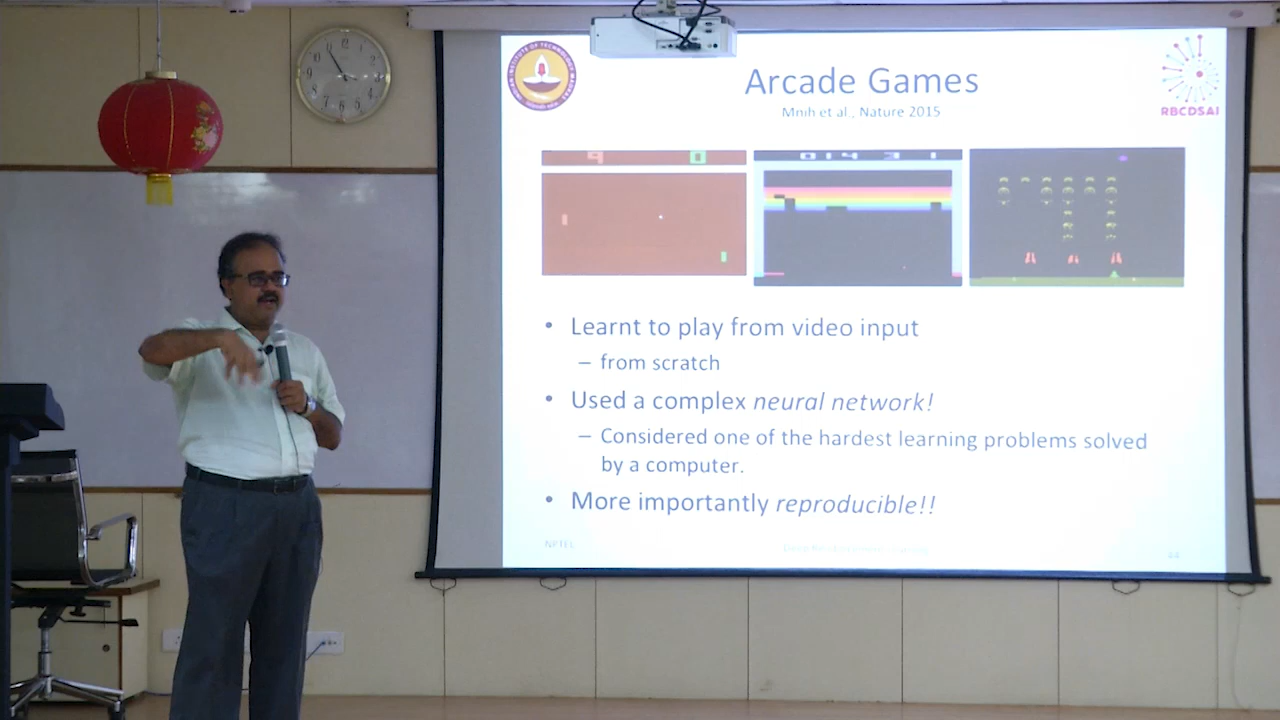 Arcade Games
Mnih et al., Nature 2015
RBCDSAI
Learnt to play from video input
– from scratch
Used a complex neural network!
– Considered one of the hardest learning problems solved
by a computer.
More importantly reproducible!!
NPTEL